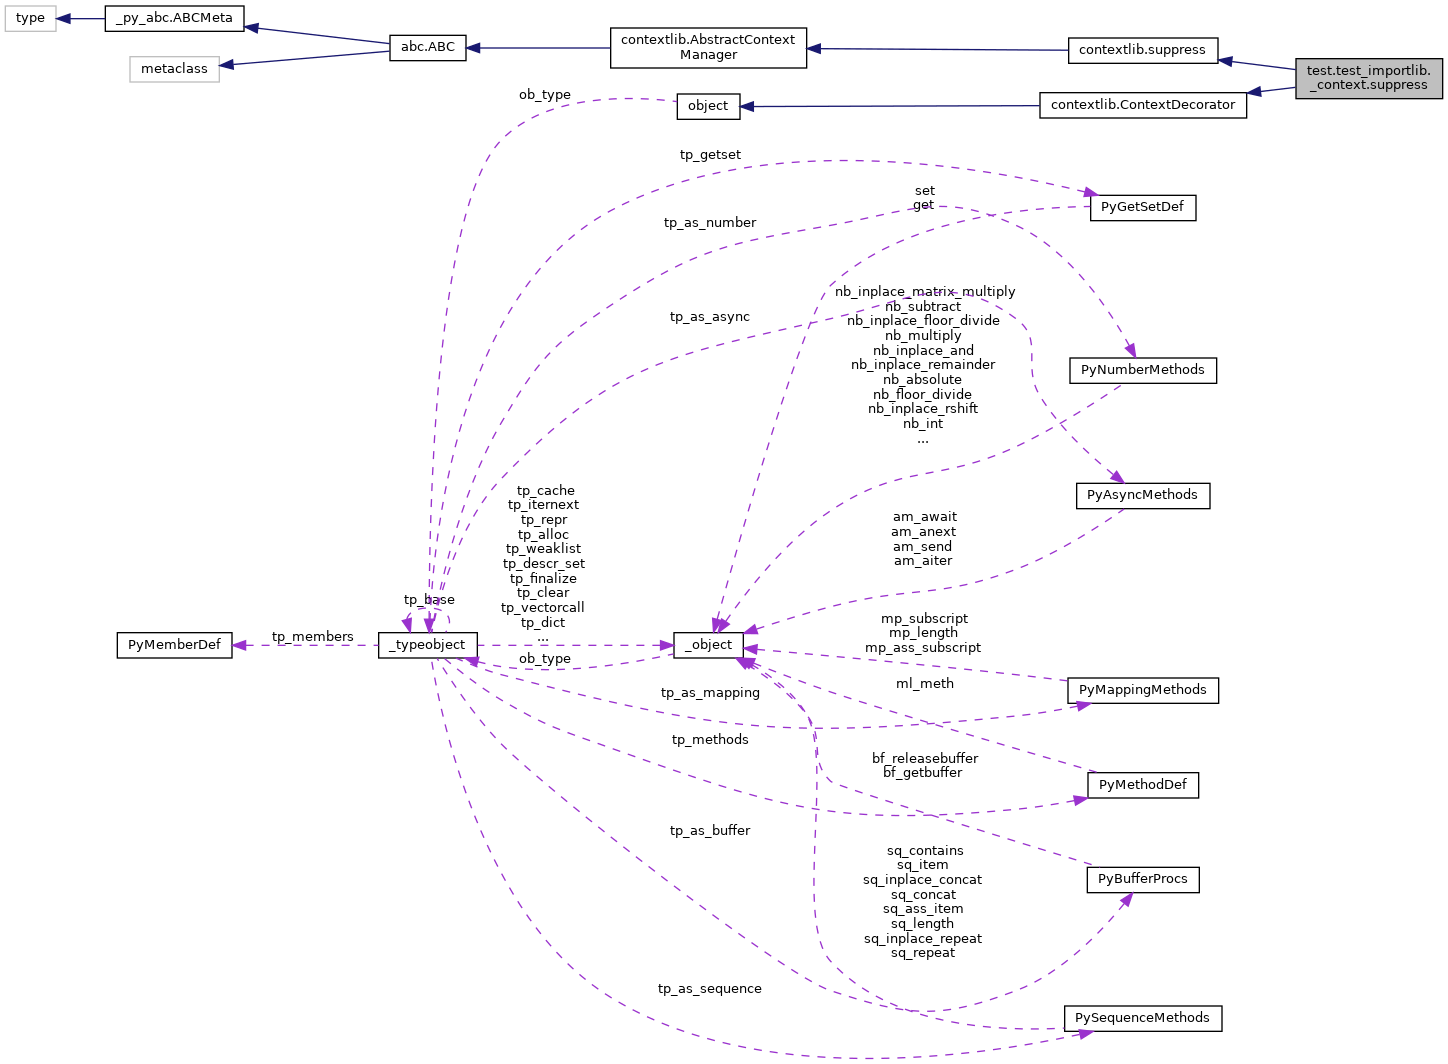 type
_py_abc.ABCMeta
metaclass
abc.ABC
contextlib.AbstractContext
Manager
contextlib.suppress
test.test_importlib.
_context.suppress
object
contextlib.ContextDecorator
ob_type
tp_getset
set
get
PyGetSetDef
tp_as_number
nb_inplace_matrix_multiply
nb_subtract
nb_inplace_floor_divide
nb_multiply
nb_inplace_and
nb_inplace_remainder
nb_absolute
nb_floor_divide
nb_inplace_rshift
nb_int
...
tp_as_async
PyNumberMethods
PyAsyncMethods
am_await
am_anext
am_send
am_aiter
tp_cache
tp_iternext
tp_repr
tp_alloc
tp_weaklist
tp_descr_set
tp_finalize
tp_clear
tp_vectorcall
tp_dict
...
tp_base
PyMemberDef
tp_members
_typeobject
ob_type
_object
mp_subscript
mp_length
mp_ass_subscript
PyMappingMethods
tp_as_mapping
ml_meth
tp_methods
PyMethodDef
bf_releasebuffer
bf_getbuffer
tp_as_buffer
PyBufferProcs
sq_contains
sq_item
sq_inplace_concat
sq_concat
sq_ass_item
sq_length
sq_inplace_repeat
sq_repeat
tp_as_sequence
PySequenceMethods